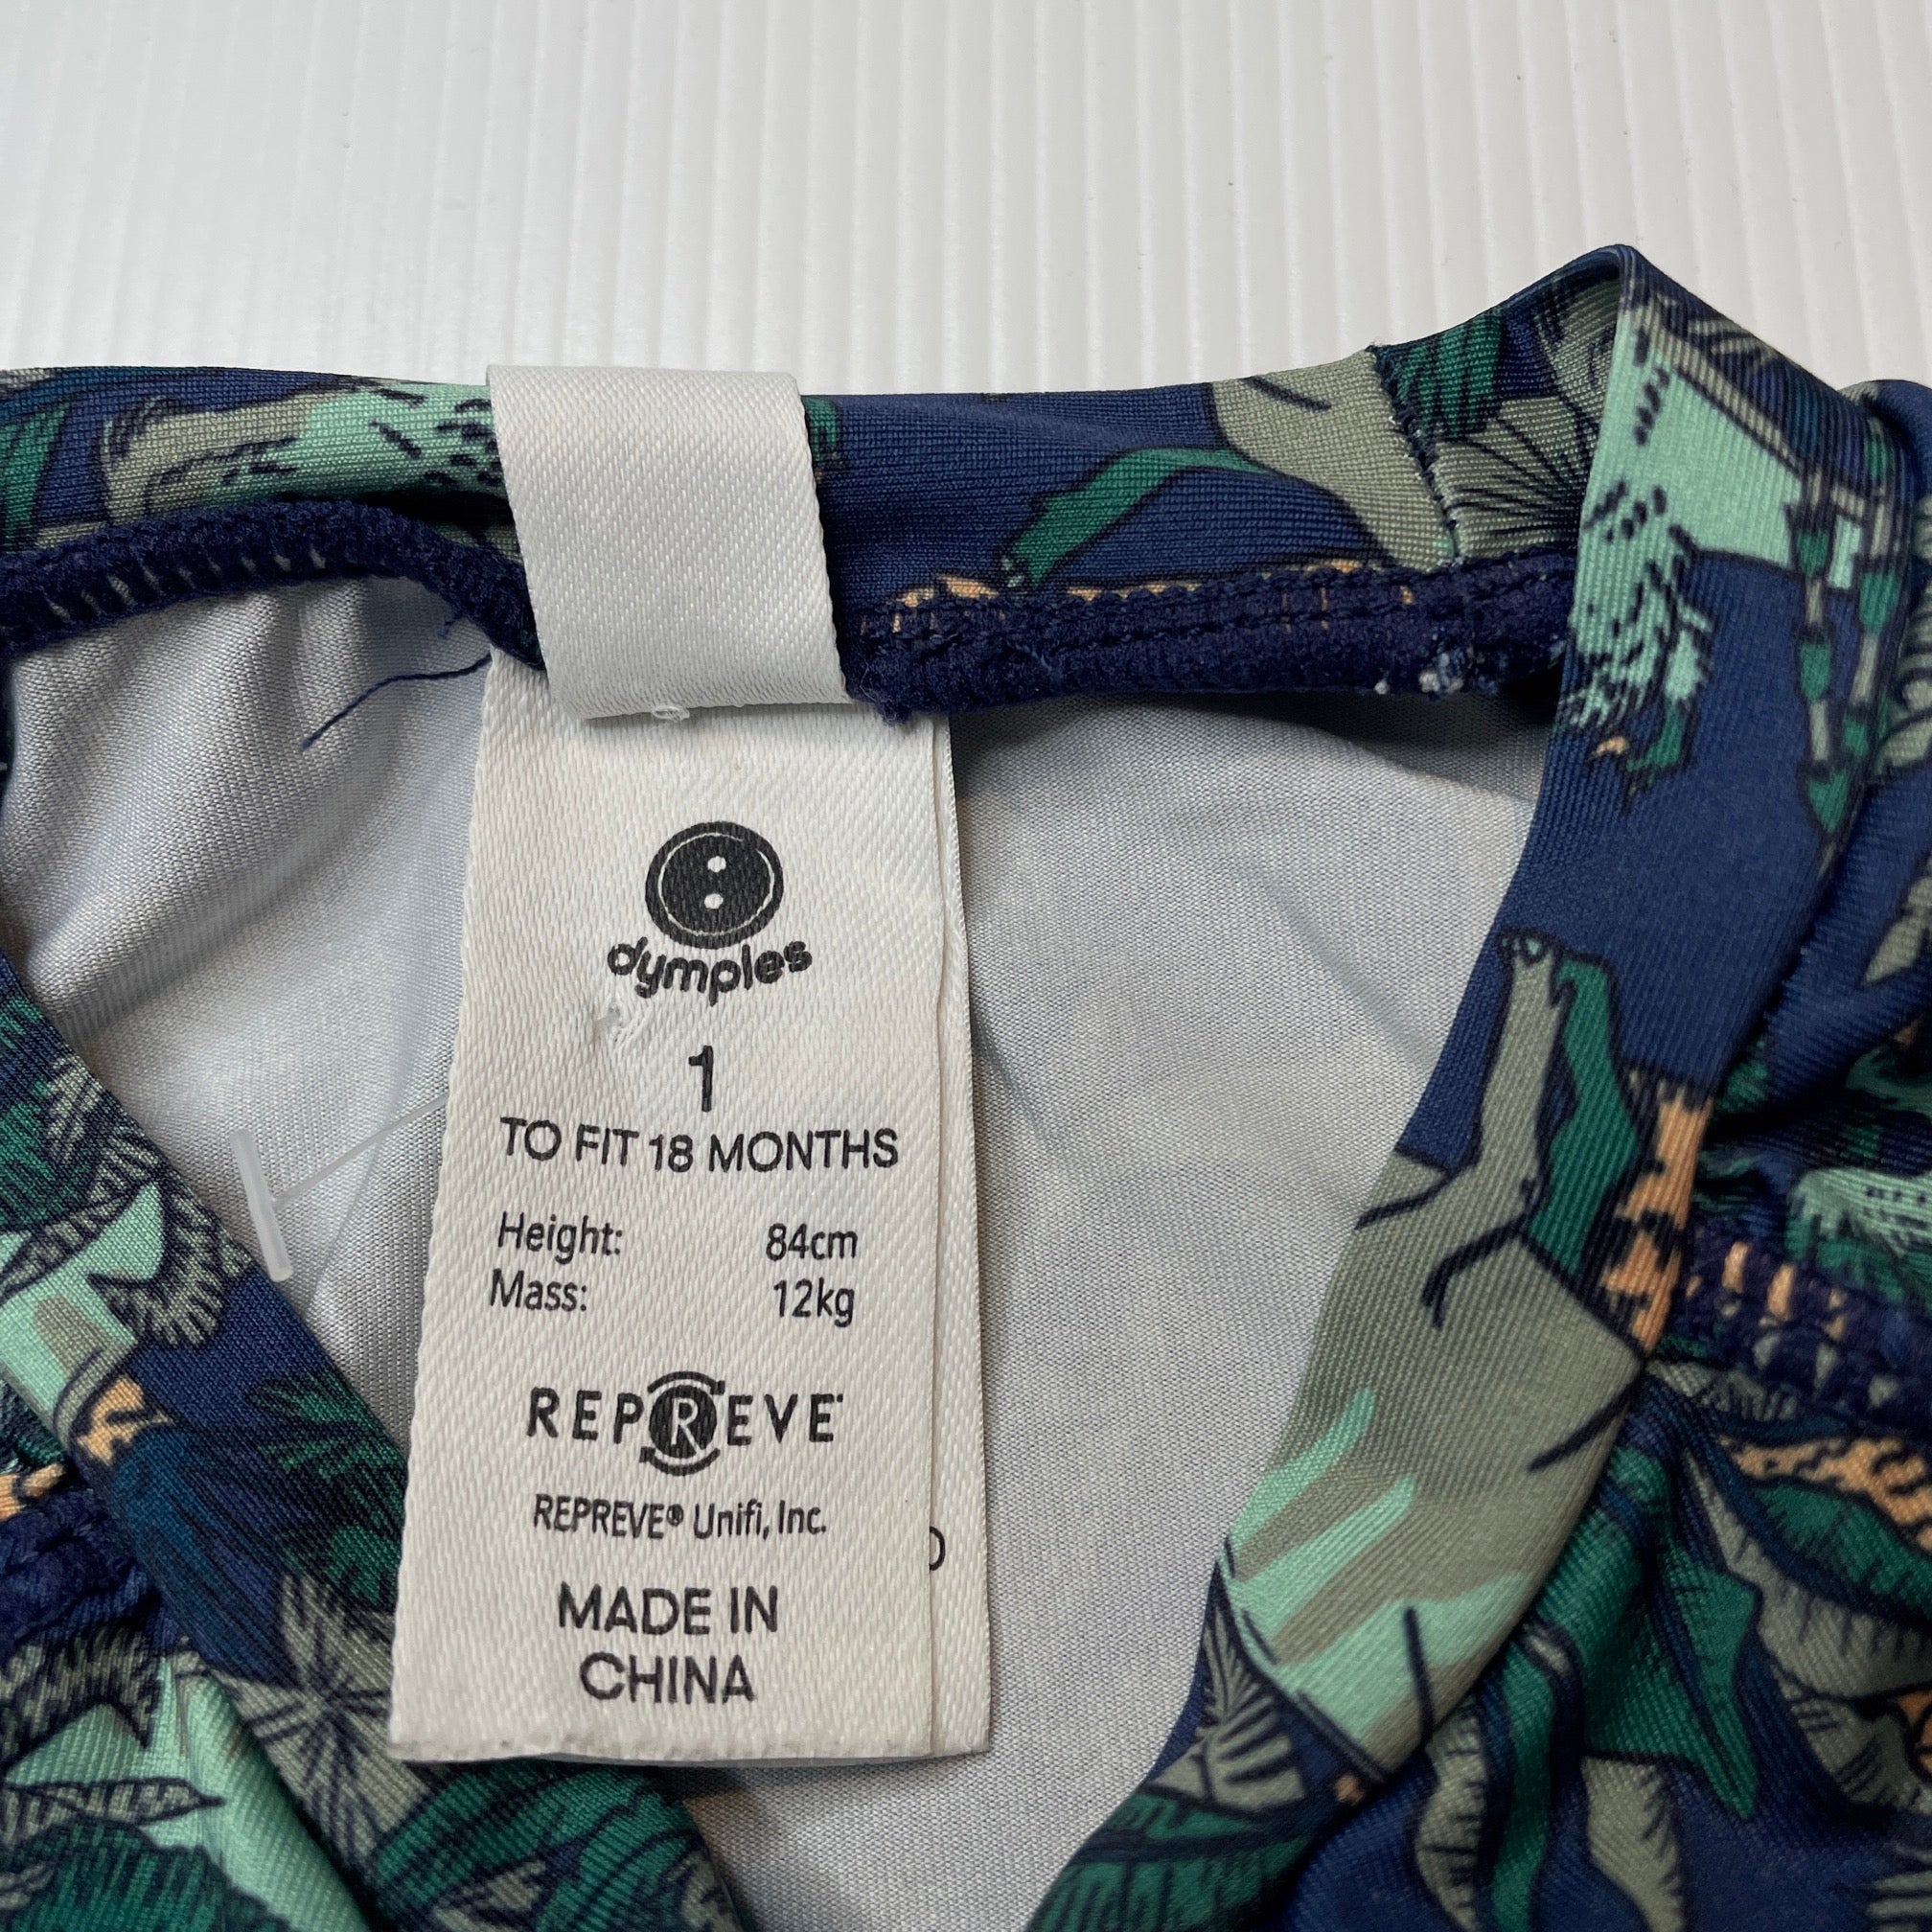 dymples
1
TO FIT 18 MONTHS
Height: 84cm
Mass: 12kg
REPREVE
REPREVE® Unifi, Inc.
MADE IN
CHINA